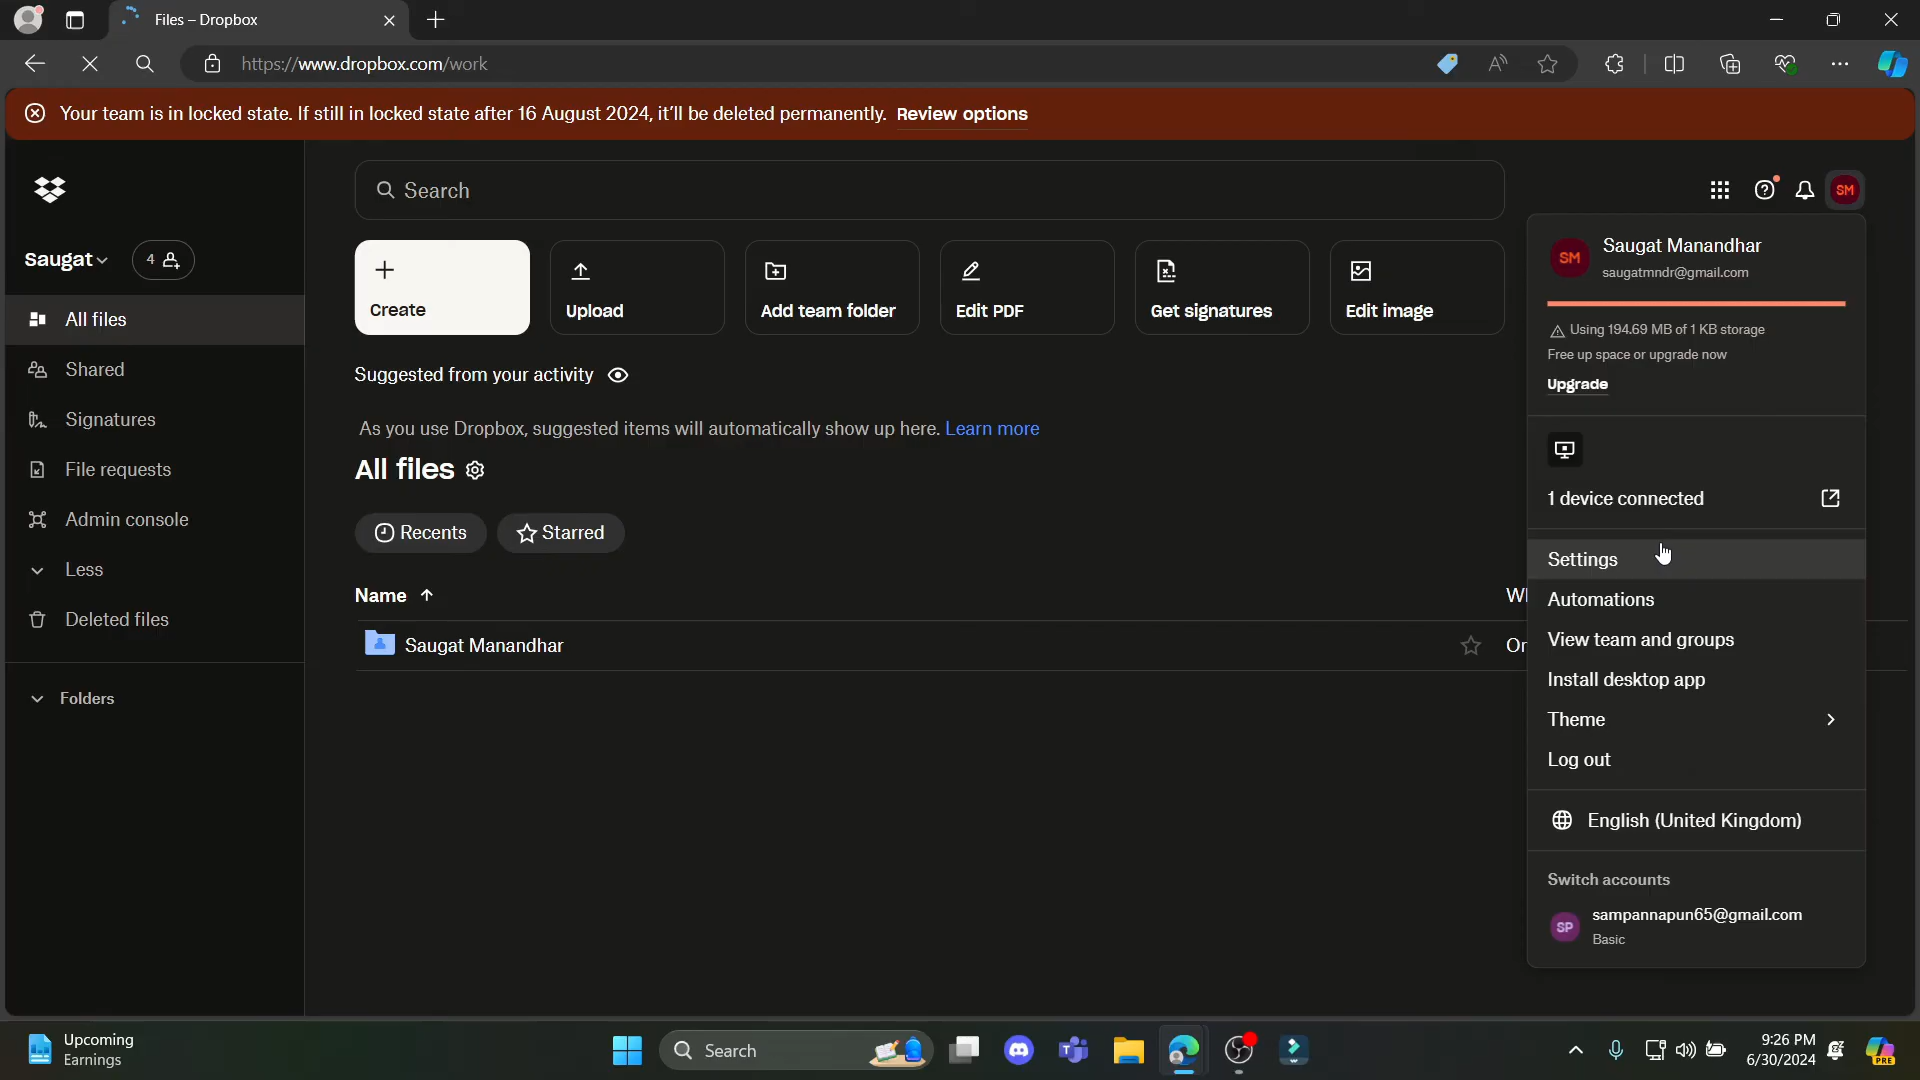 Files – Dropbox
https://www.dropbox.com/work
Your team is in locked state. If still in locked state after 16 August 2024, it'll be deleted permanently. Review options
Search
SM
Saugat
4
All files
Shared
Signatures
File requests
Admin console
Less
Deleted files
Folders
Create
Upload
Add team folder
Edit PDF
Get signatures
Edit image
Suggested from your activity
As you use Dropbox, suggested items will automatically show up here. Learn more
All files
Recents
Starred
Name
Saugat Manandhar
SM
Saugat Manandhar
saugatmndr@gmail.com
Using 194.69 MB of 1 KB storage
Free up space or upgrade now
Upgrade
1 device connected
Settings
Automations
View team and groups
Install desktop app
Theme
Log out
English (United Kingdom)
Switch accounts
SP
sampannapun65@gmail.com
Basic
Upcoming
Earnings
Search
9:26 PM
6/30/2024
PRE